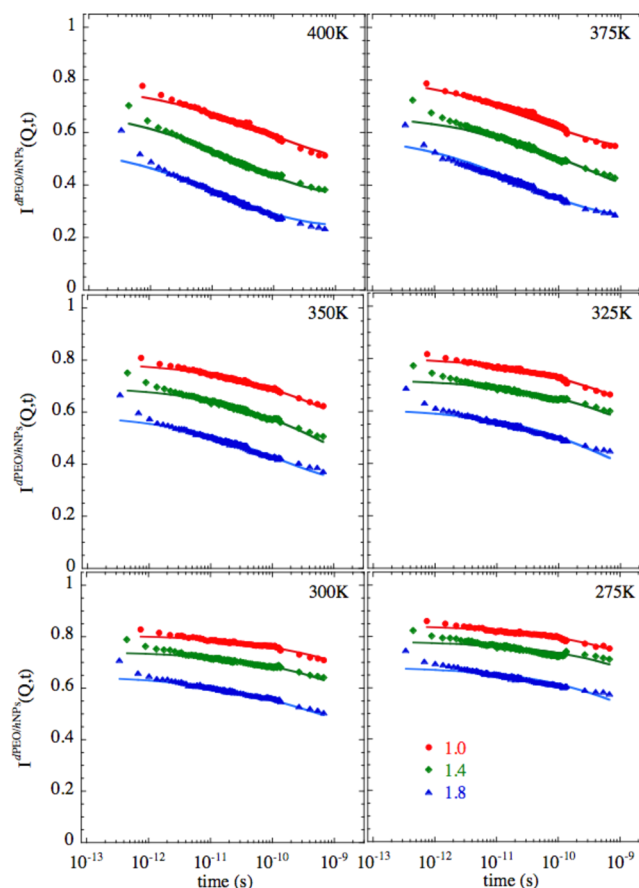 400K
375K
1
0.8
0.6
0.4
0.2
0
I^dPEO/hNPs(Q,t)
350K
325K
1
0.8
0.6
0.4
0.2
0
I^dPEO/hNPs(Q,t)
300K
275K
1
0.8
0.6
0.4
0.2
0
I^dPEO/hNPs(Q,t)
1.0
1.4
1.8
10^-13 10^-12 10^-11 10^-10 10^-9
10^-13 10^-12 10^-11 10^-10 10^-9
time (s)
time (s)